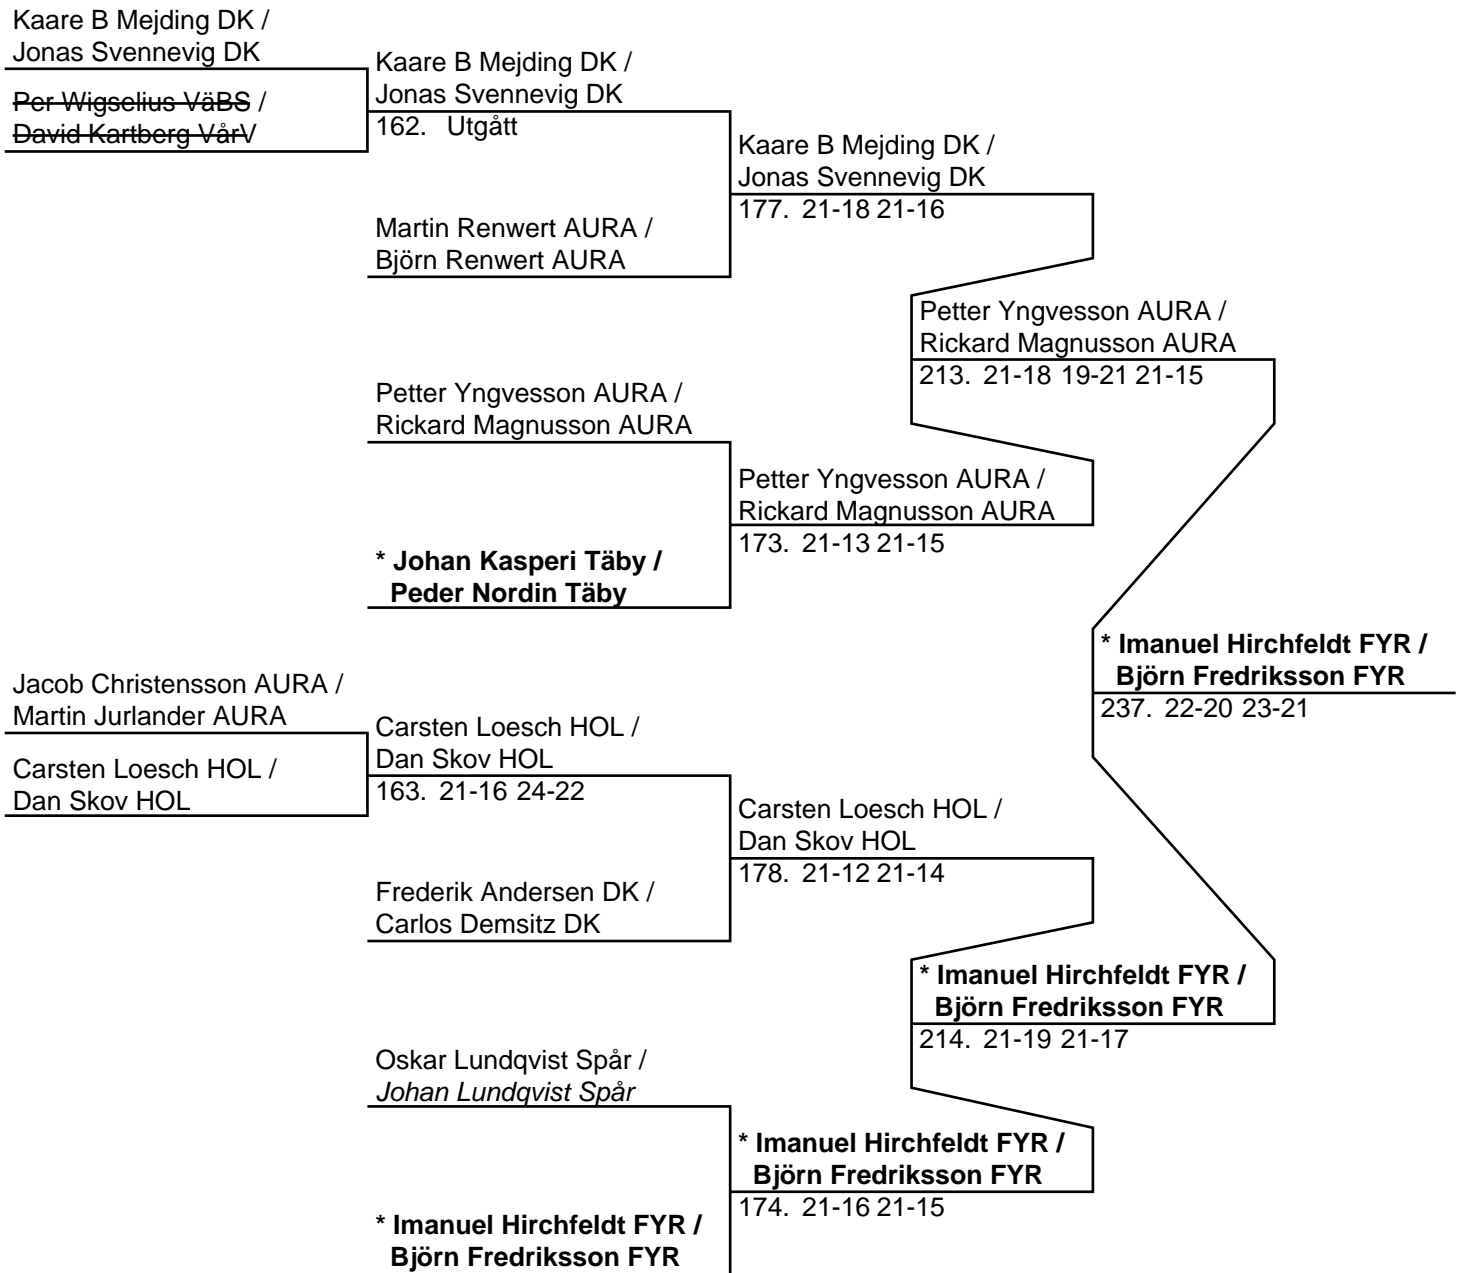 Kaare B Mejding DK /
Jonas Svennevig DK
Per Wigselius VäBS /
David Kartberg VårV
Kaare B Mejding DK /
Jonas Svennevig DK
162. Utgått
Martin Renwert AURA /
Björn Renwert AURA
Kaare B Mejding DK /
Jonas Svennevig DK
177. 21-18 21-16
Petter Yngvesson AURA /
Rickard Magnusson AURA
213. 21-18 19-21 21-15
Petter Yngvesson AURA /
Rickard Magnusson AURA
* Johan Kasperi Täby /
Peder Nordin Täby
Petter Yngvesson AURA /
Rickard Magnusson AURA
173. 21-13 21-15
* Imanuel Hirchfeldt FYR /
Björn Fredriksson FYR
237. 22-20 23-21
Jacob Christensson AURA /
Martin Jurlander AURA
Carsten Loesch HOL /
Dan Skov HOL
Carsten Loesch HOL /
Dan Skov HOL
163. 21-16 24-22
Frederik Andersen DK /
Carlos Demsitz DK
Carsten Loesch HOL /
Dan Skov HOL
178. 21-12 21-14
* Imanuel Hirchfeldt FYR /
Björn Fredriksson FYR
214. 21-19 21-17
Oskar Lundqvist Spår /
Johan Lundqvist Spår
* Imanuel Hirchfeldt FYR /
Björn Fredriksson FYR
* Imanuel Hirchfeldt FYR /
Björn Fredriksson FYR
174. 21-16 21-15